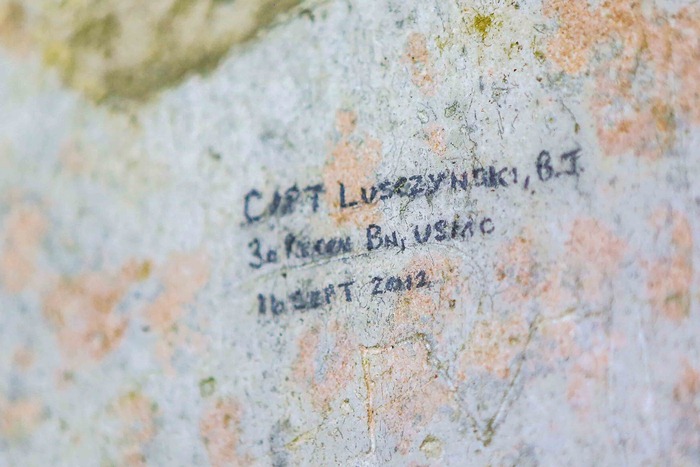 CAPT LUSCZYNSKI, B.J.
3D RECON BN, USMC
16 SEPT 2012